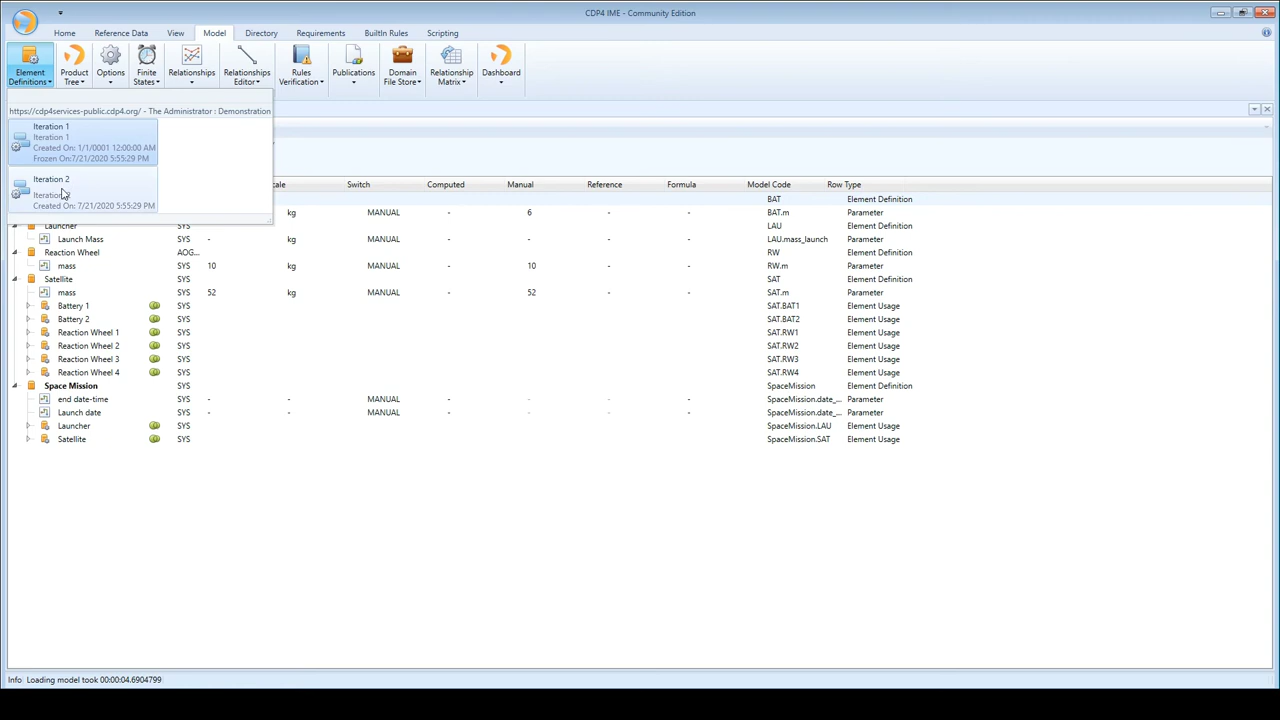 CDP4 IME - Community Edition
Home Reference Data View Model Directory Requirements BuiltIn Rules Scripting
Element Definitions Product Tree Options Finite States Relationships Relationships Editor Rules Verification Publications Domain File Store Relationship Matrix Dashboard
https://cdp4services-public.cdp4.org/ - The Administrator : Demonstration
Iteration 1
Iteration 1
Created On: 1/1/0001 12:00:00 AM
Frozen On:7/21/2020 5:55:29 PM
Iteration 2
Created On: 7/21/2020 5:55:29 PM
Switch Computed Manual Reference Formula Model Code Row Type
BAT Element Definition
kg MANUAL - 6 - - BAT.m Parameter
Launcher SYS LAU Element Definition
Launch Mass SYS - kg MANUAL - - - - LAU.mass_launch Parameter
Reaction Wheel AOG... RW Element Definition
mass SYS 10 kg MANUAL - 10 - - RW.m Parameter
Satellite SYS SAT Element Definition
mass SYS 52 kg MANUAL - 52 - - SAT.m Parameter
Battery 1 SYS SAT.BAT1 Element Usage
Battery 2 SYS SAT.BAT2 Element Usage
Reaction Wheel 1 SYS SAT.RW1 Element Usage
Reaction Wheel 2 SYS SAT.RW2 Element Usage
Reaction Wheel 3 SYS SAT.RW3 Element Usage
Reaction Wheel 4 SYS SAT.RW4 Element Usage
Space Mission SYS SpaceMission Element Definition
end date-time SYS - - MANUAL - - - - SpaceMission.date_... Parameter
Launch date SYS - - MANUAL - - - - SpaceMission.date_... Parameter
Launcher SYS SpaceMission.LAU Element Usage
Satellite SYS SpaceMission.SAT Element Usage
Info: Loading model took 00:00:04.6904799